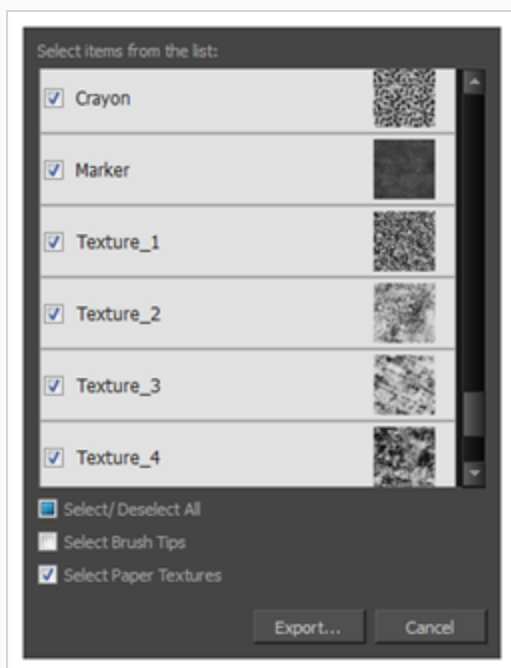 Select items from the list:
Crayon
Marker
Texture_1
Texture_2
Texture_3
Texture_4
Select/ Deselect All
Select Brush Tips
Select Paper Textures
Export... Cancel